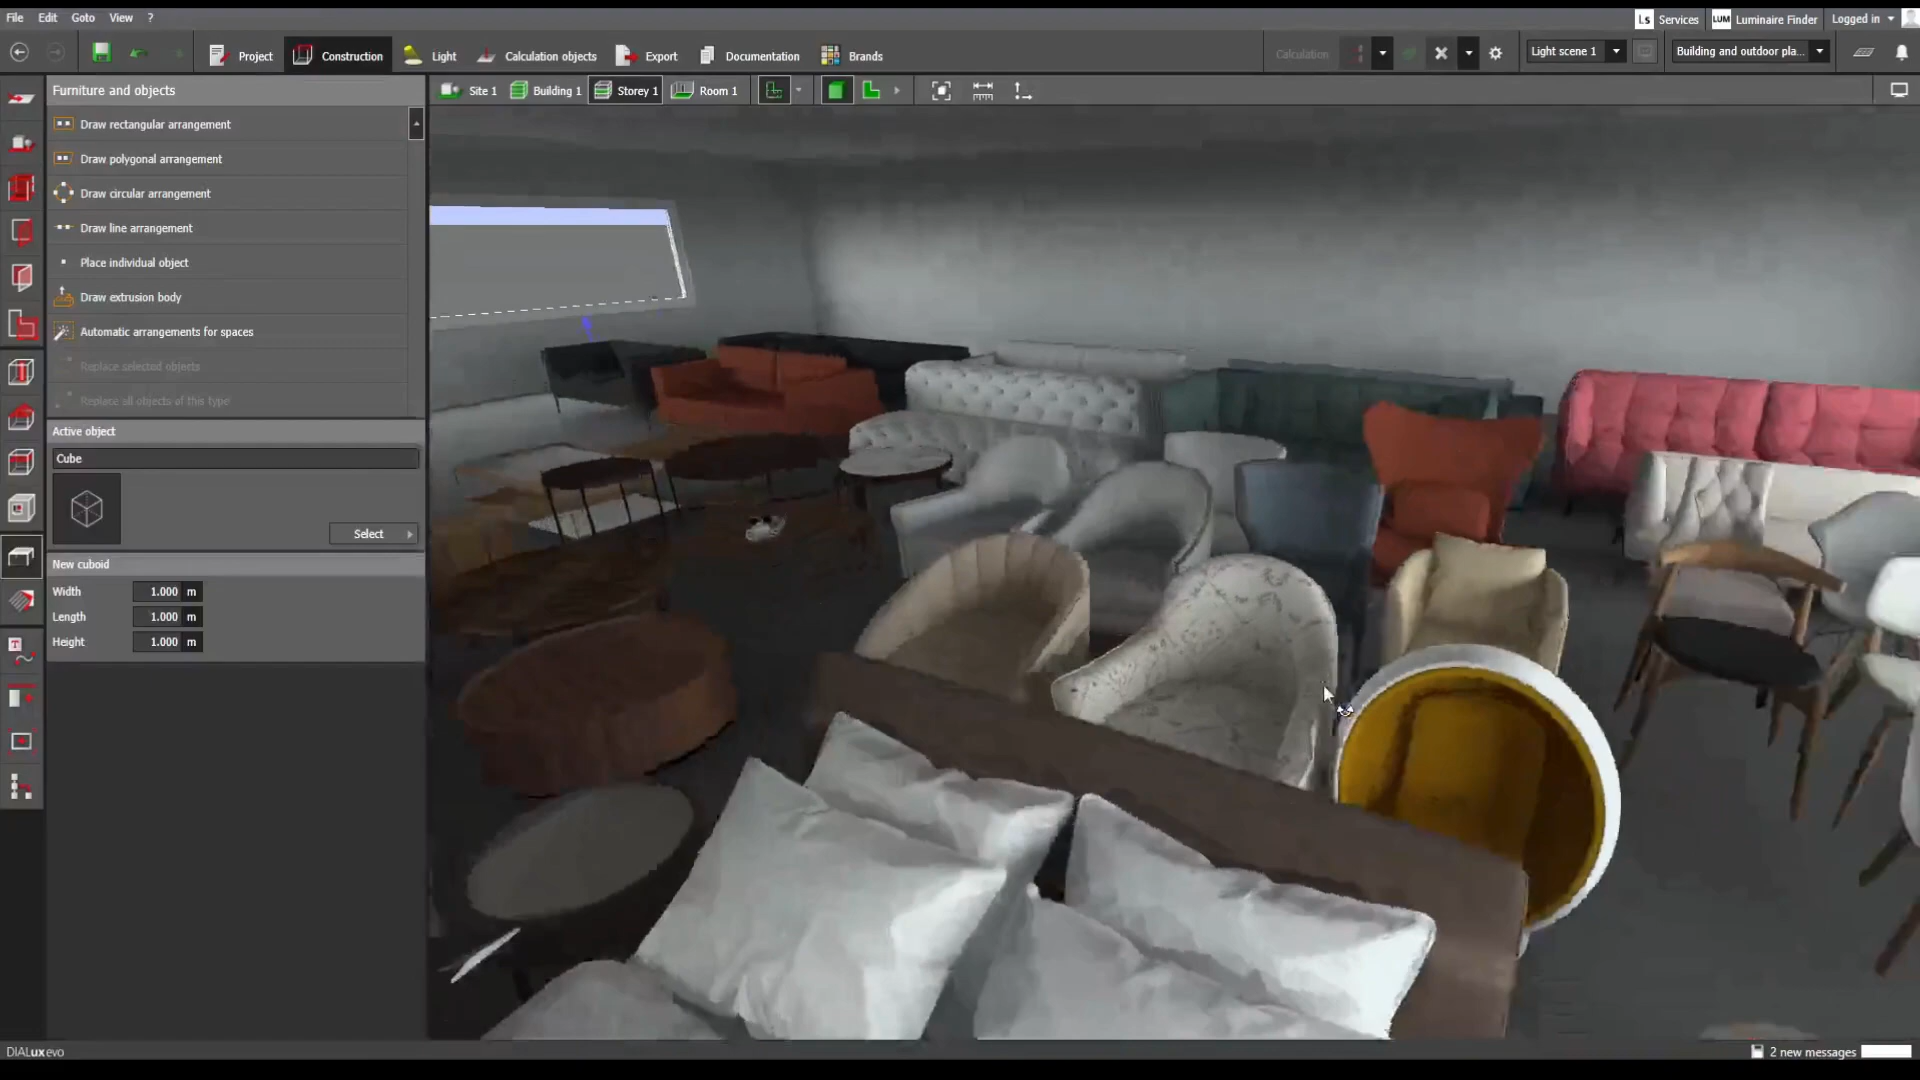 File Edit Goto View ?
Ls Services LUM Luminaire Finder Logged in
Project Construction Light Calculation objects Export Documentation Brands Calculation Light scene 1 Building and outdoor pla...
Furniture and objects
Site 1 Building 1 Storey 1 Room 1
Draw rectangular arrangement
Draw polygonal arrangement
Draw circular arrangement
Draw line arrangement
Place individual object
Draw extrusion body
Automatic arrangements for spaces
Replace selected objects
Replace all objects of this type
Active object
Cube
Select
New cuboid
Width 1.000 m
Length 1.000 m
Height 1.000 m
DIALux evo
2 new messages